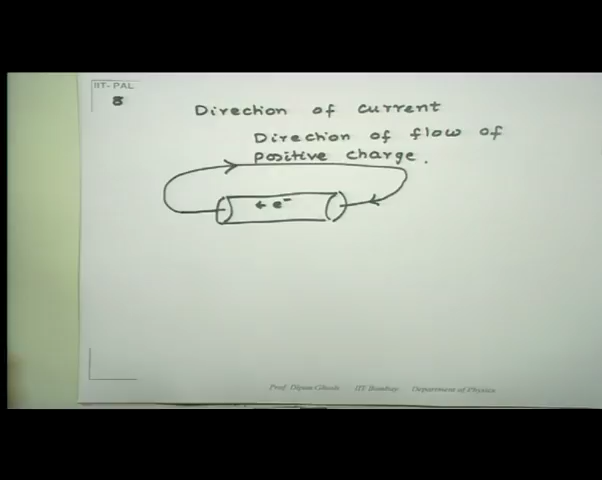 IIT- PAL
8
Direction of current
Direction of flow of
positive charge.
← e⁻
Prof. Dipan Ghosh IIT Bombay Department of Physics